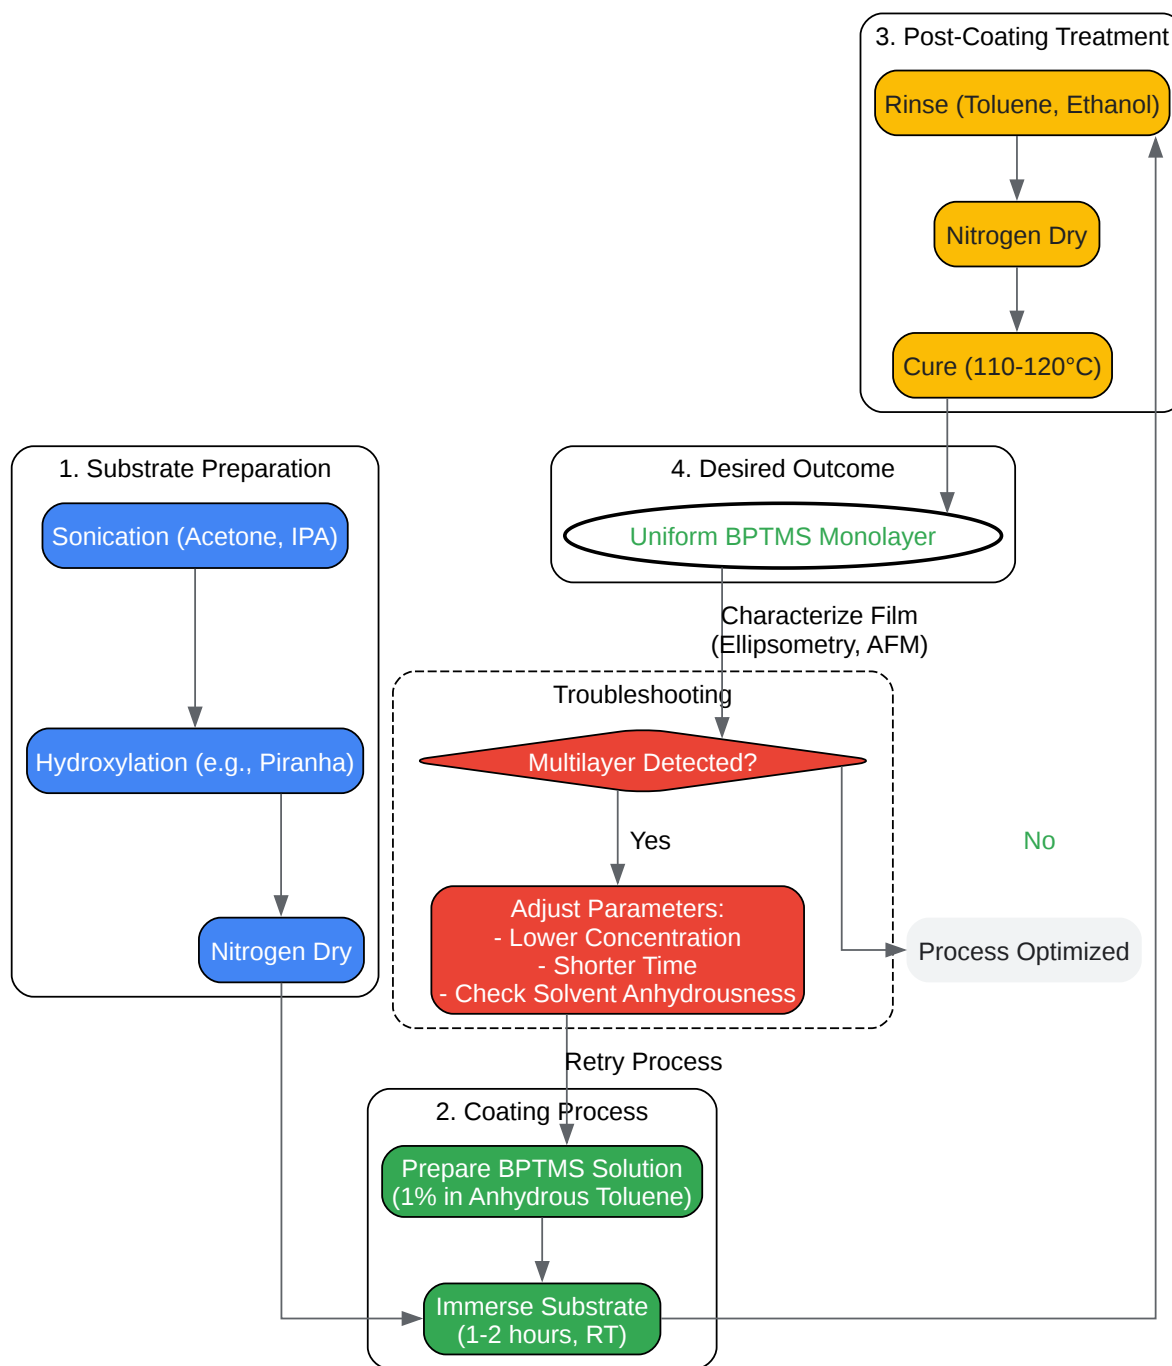 3. Post-Coating Treatment
Rinse (Toluene, Ethanol)
Nitrogen Dry
Cure (110-120°C)
1. Substrate Preparation
Sonication (Acetone, IPA)
Hydroxylation (e.g., Piranha)
Nitrogen Dry
4. Desired Outcome
Uniform BPTMS Monolayer
Characterize Film
(Ellipsometry, AFM)
Troubleshooting
Multilayer Detected?
Yes
No
Adjust Parameters:
- Lower Concentration
- Shorter Time
- Check Solvent Anhydrousness
Process Optimized
Retry Process
2. Coating Process
Prepare BPTMS Solution
(1% in Anhydrous Toluene)
Immerse Substrate
(1-2 hours, RT)